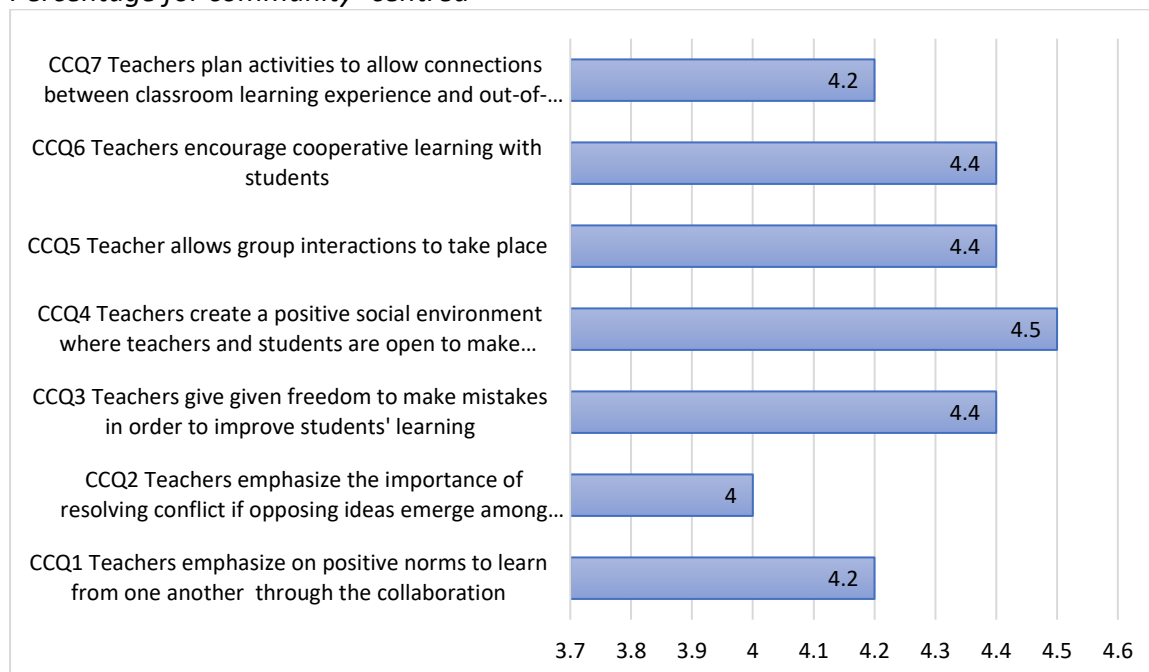 Percentage for community- centred
CCQ7 Teachers plan activities to allow connections
between classroom learning experience and out-of-...
4.2
CCQ6 Teachers encourage cooperative learning with
students
4.4
CCQ5 Teacher allows group interactions to take place
4.4
CCQ4 Teachers create a positive social environment
where teachers and students are open to make...
4.5
CCQ3 Teachers give given freedom to make mistakes
in order to improve students' learning
4.4
CCQ2 Teachers emphasize the importance of
resolving conflict if opposing ideas emerge among...
4
CCQ1 Teachers emphasize on positive norms to learn
from one another  through the collaboration
4.2
3.7 3.8 3.9 4 4.1 4.2 4.3 4.4 4.5 4.6